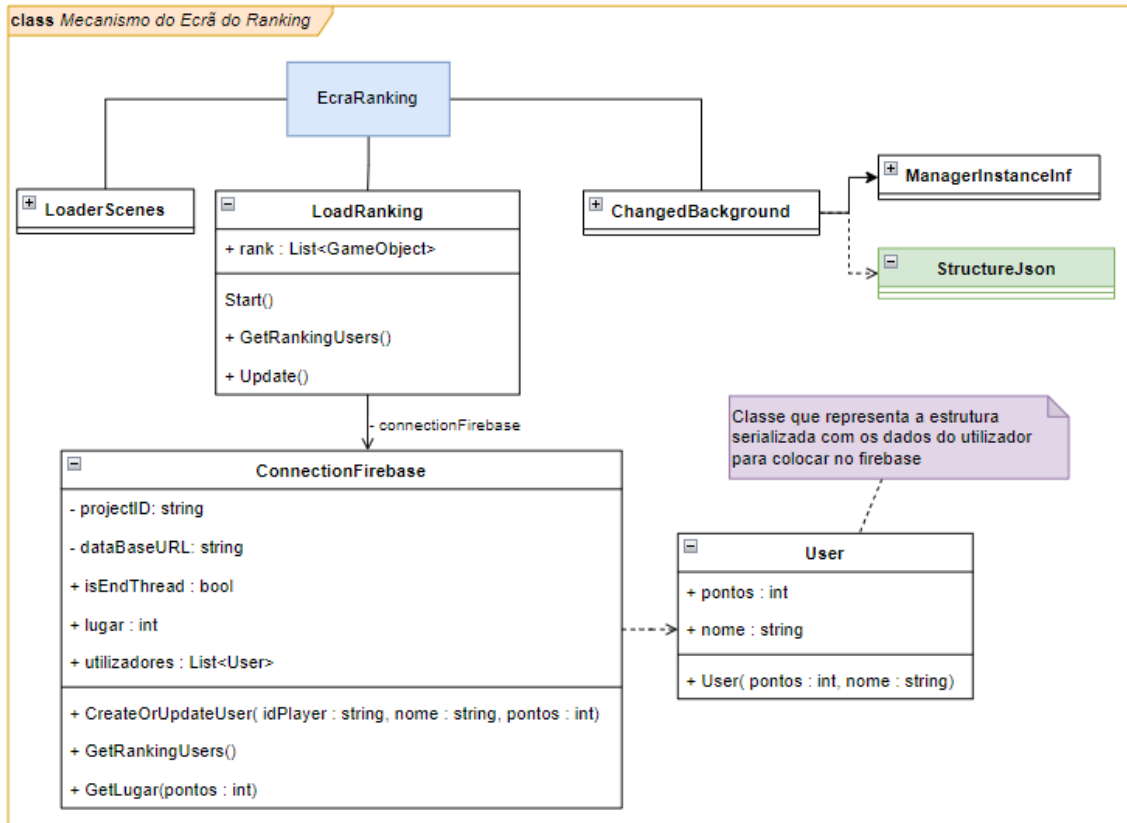 class Mecanismo do Ecrã do Ranking
EcraRanking
LoaderScenes
LoadRanking
+ rank : List<GameObject>
Start()
+ GetRankingUsers()
+ Update()
ChangedBackground
ManagerInstanceInf
StructureJson
- connectionFirebase
ConnectionFirebase
- projectID: string
- dataBaseURL: string
+ isEndThread : bool
+ lugar : int
+ utilizadores : List<User>
+ CreateOrUpdateUser( idPlayer : string, nome : string, pontos : int)
+ GetRankingUsers()
+ GetLugar(pontos : int)
Classe que representa a estrutura
serializada com os dados do utilizador
para colocar no firebase
User
+ pontos : int
+ nome : string
+ User( pontos : int, nome : string)